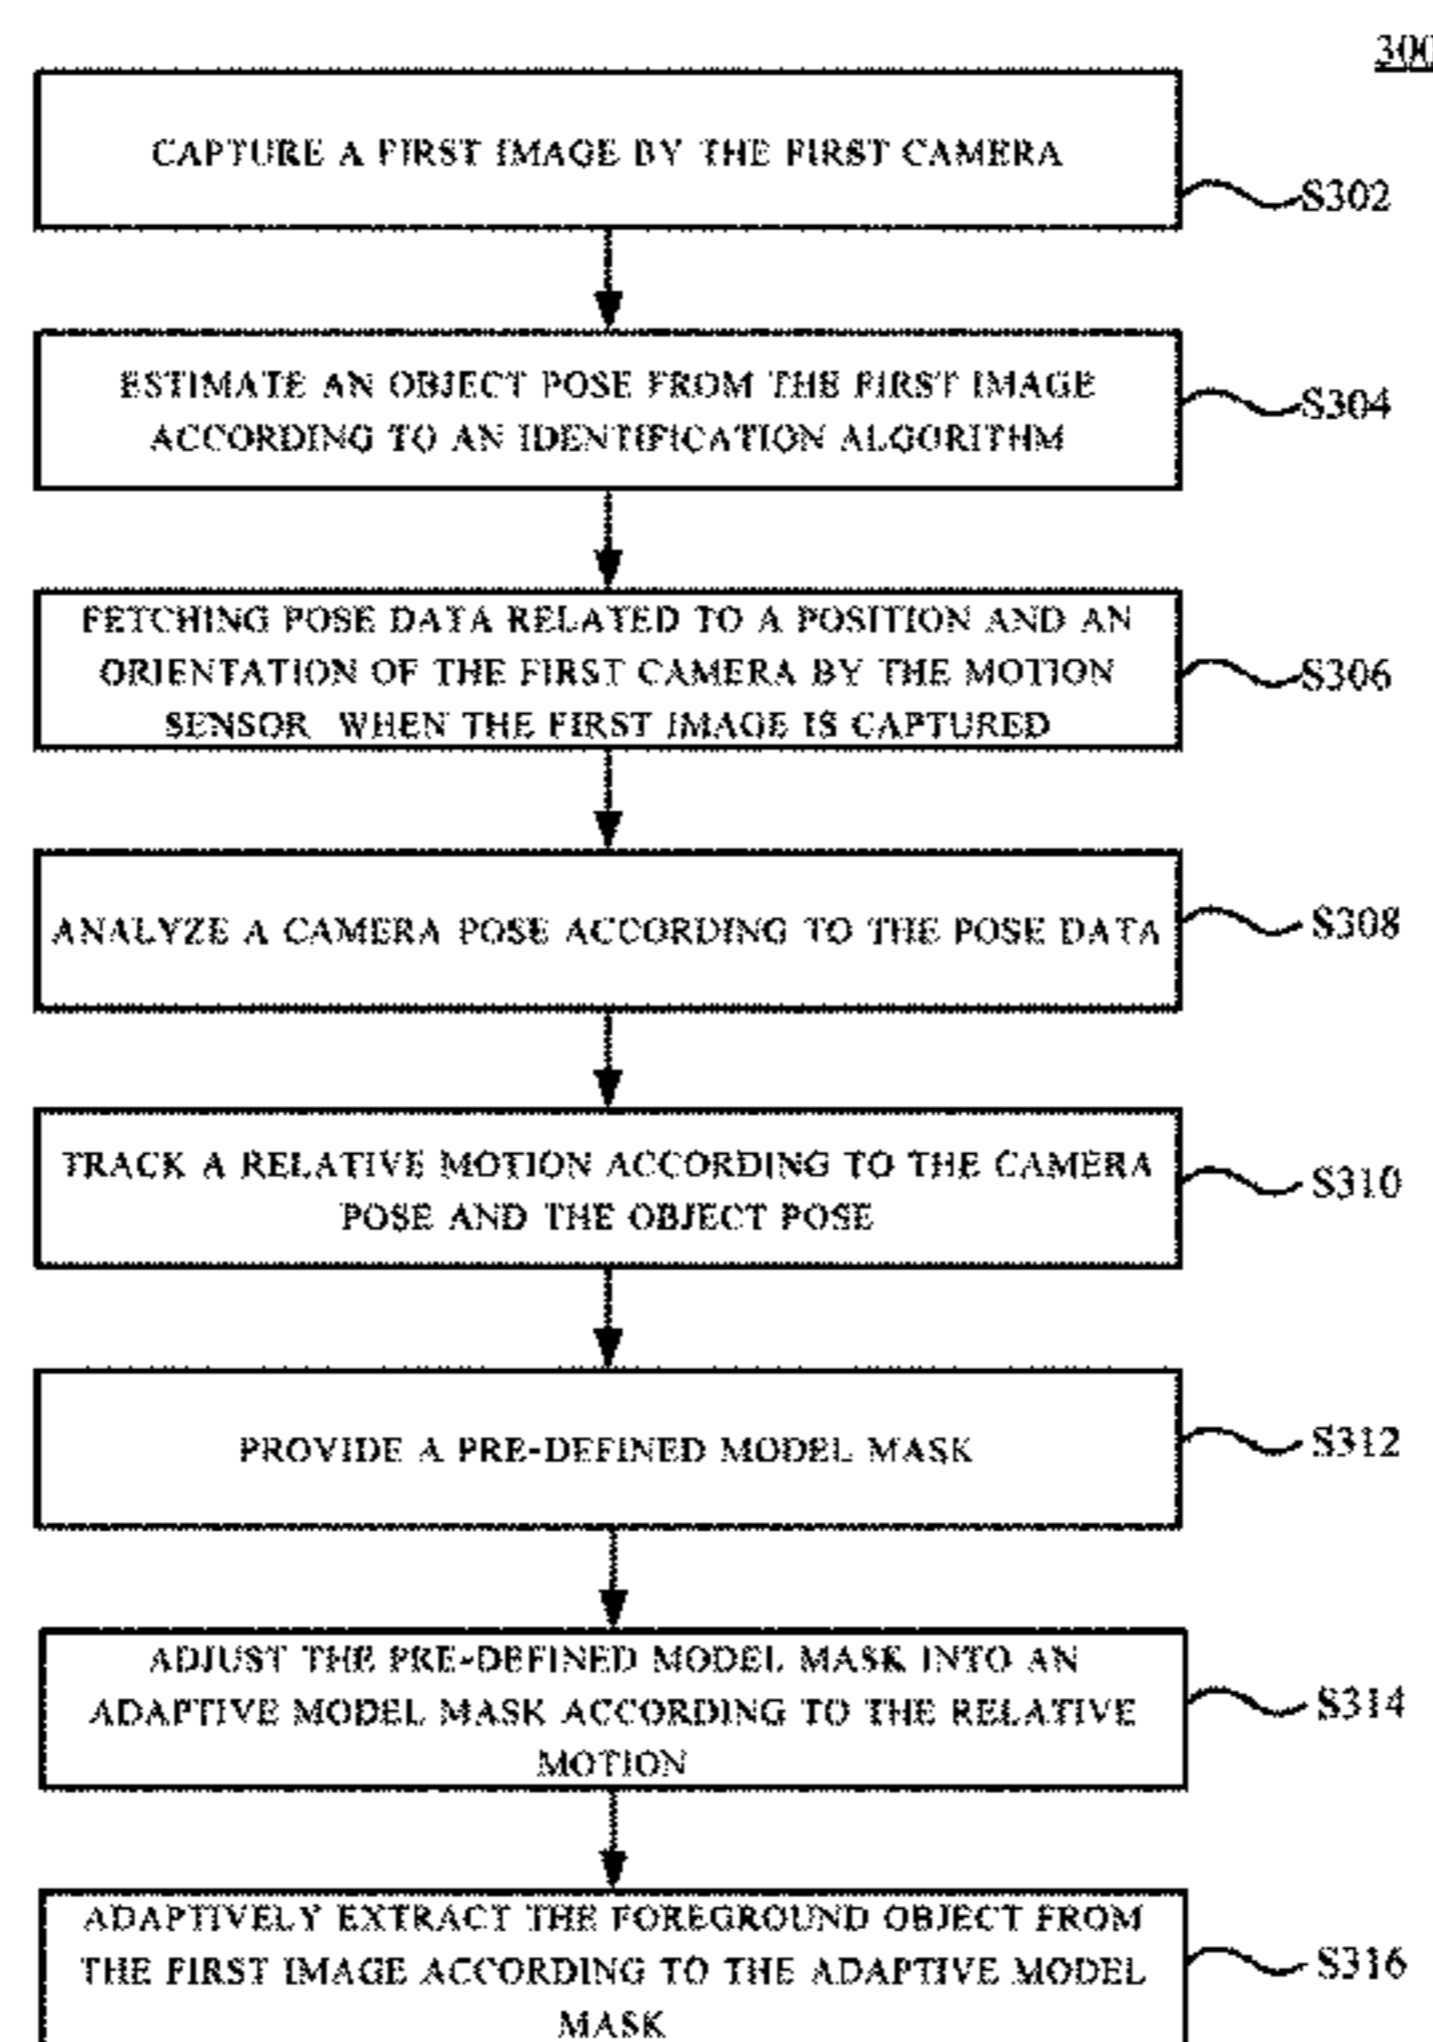 300
CAPTURE A FIRST IMAGE BY THE FIRST CAMERA
S302
ESTIMATE AN OBJECT POSE FROM THE FIRST IMAGE
ACCORDING TO AN IDENTIFICATION ALGORITHM
S304
FETCHING POSE DATA RELATED TO A POSITION AND AN
ORIENTATION OF THE FIRST CAMERA BY THE MOTION
SENSOR WHEN THE FIRST IMAGE IS CAPTURED
S306
ANALYZE A CAMERA POSE ACCORDING TO THE POSE DATA
S308
TRACK A RELATIVE MOTION ACCORDING TO THE CAMERA
POSE AND THE OBJECT POSE
S310
PROVIDE A PRE-DEFINED MODEL MASK
S312
ADJUST THE PRE-DEFINED MODEL MASK INTO AN
ADAPTIVE MODEL MASK ACCORDING TO THE RELATIVE
MOTION
S314
ADAPTIVELY EXTRACT THE FOREGROUND OBJECT FROM
THE FIRST IMAGE ACCORDING TO THE ADAPTIVE MODEL
MASK
S316